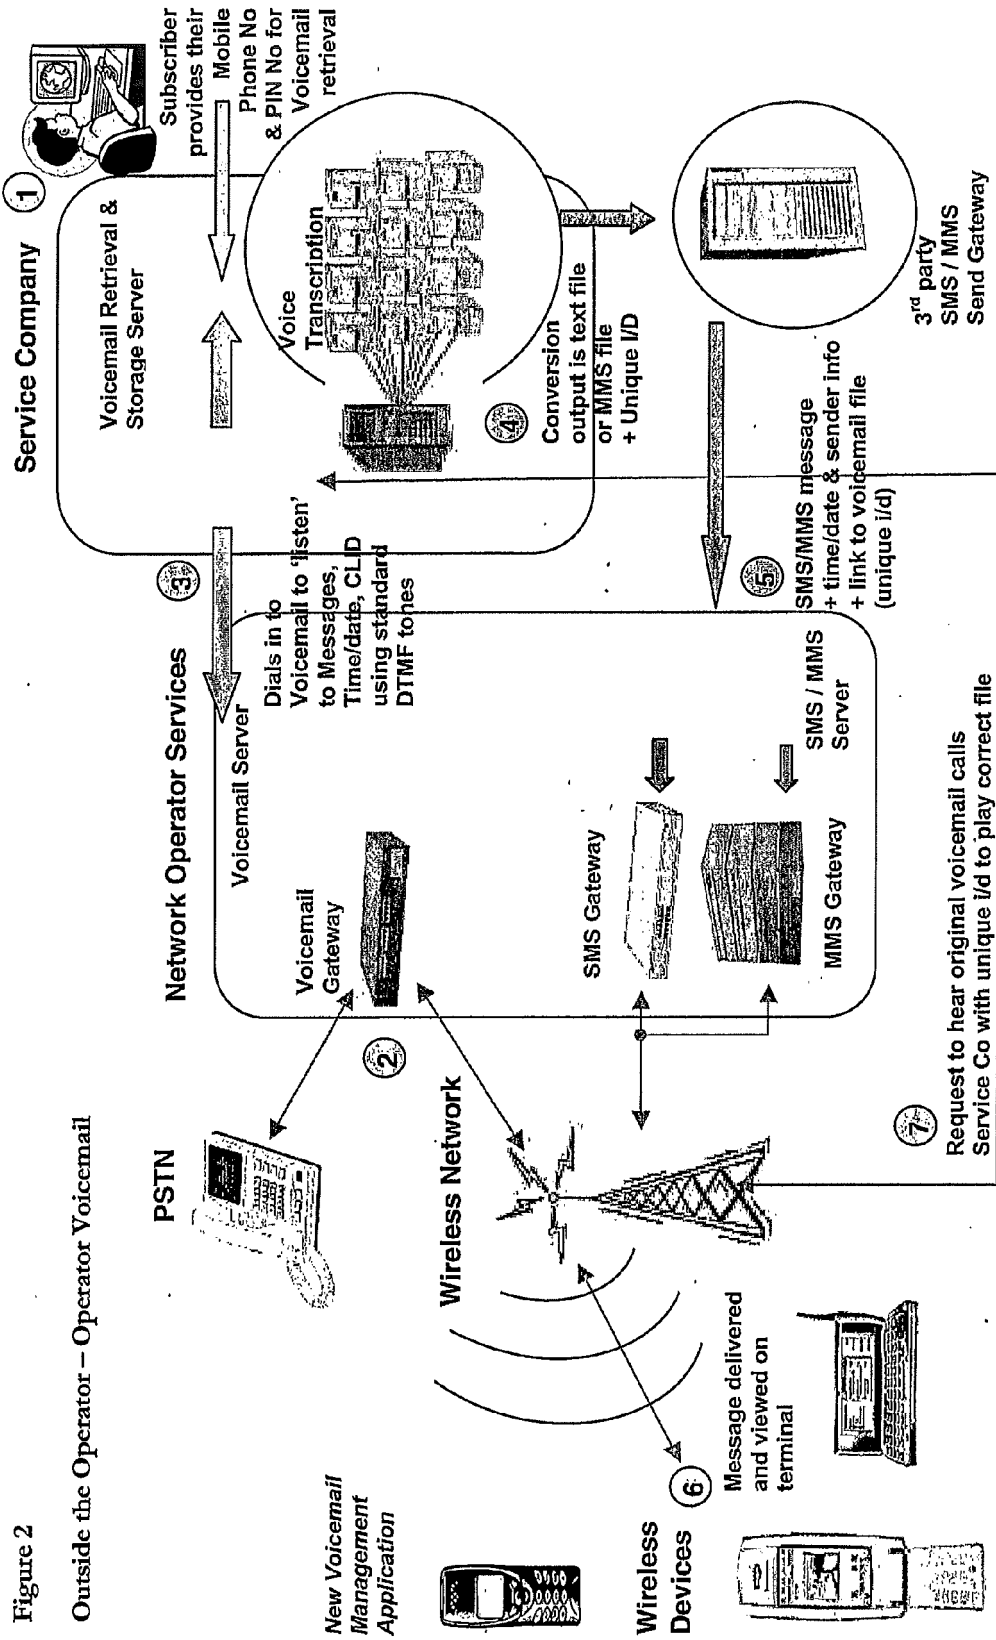 Figure 2
Outside the Operator – Operator Voicemail
New Voicemail
Management
Application
Wireless
Devices
6
Message delivered
and viewed on
terminal
PSTN
Wireless Network
2
7
Request to hear original voicemail calls
Service Co with unique i/d to play correct file
Network Operator Services
Voicemail Server
Voicemail
Gateway
SMS Gateway
MMS Gateway
SMS / MMS
Server
3
Dials in to
Voicemail to 'listen'
to Messages,
Time/date, CLID
using standard
DTMF tones
5
SMS/MMS message
+ time/date & sender info
+ link to voicemail file
(unique i/d)
Service Company
Voicemail Retrieval &
Storage Server
Voice
Transcription
4
Conversion
output is text file
or MMS file
+ Unique I/D
1
Subscriber
provides their
Mobile
Phone No
& PIN No for
Voicemail
retrieval
3rd party
SMS / MMS
Send Gateway